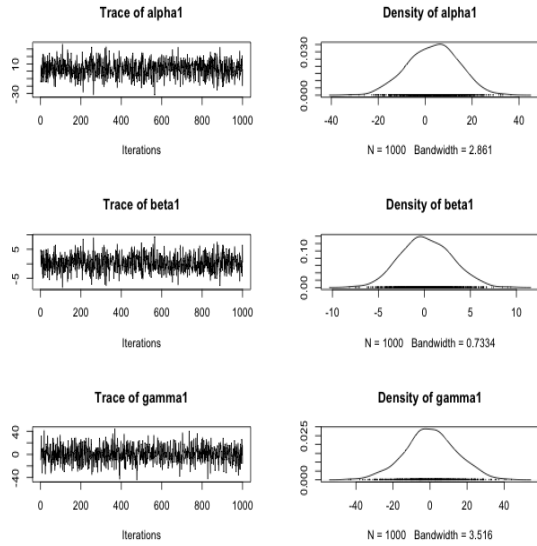 Trace of alpha1
10
-30
0 200 400 600 800 1000
Iterations
Density of alpha1
0.030
0.000
-40 -20 0 20 40
N = 1000 Bandwidth = 2.861
Trace of beta1
5
-5
0 200 400 600 800 1000
Iterations
Density of beta1
0.10
0.00
-10 -5 0 5 10
N = 1000 Bandwidth = 0.7334
Trace of gamma1
40
0
-40
0 200 400 600 800 1000
Iterations
Density of gamma1
0.025
0.000
-40 -20 0 20 40
N = 1000 Bandwidth = 3.516